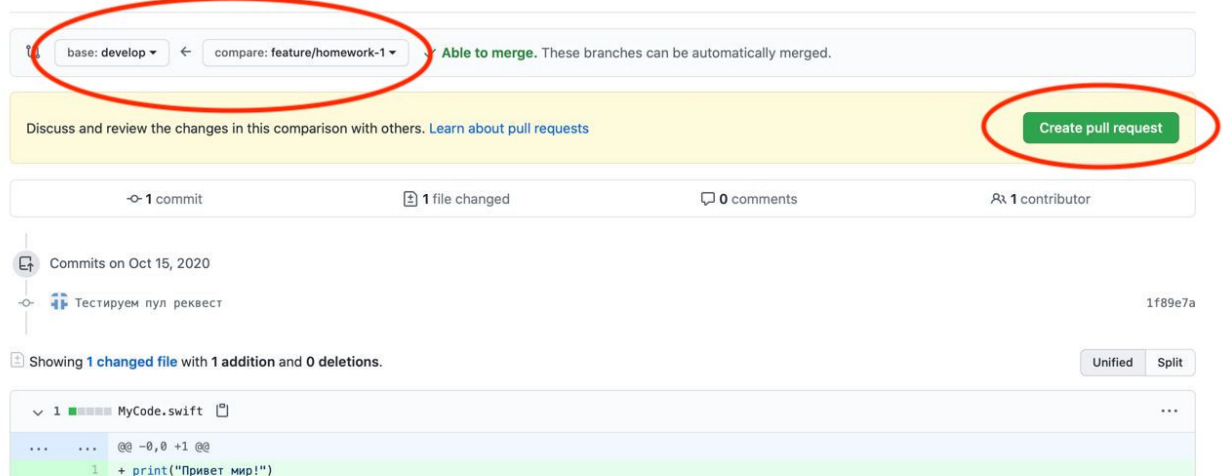 base: develop compare: feature/homework-1 Able to merge. These branches can be automatically merged.
Discuss and review the changes in this comparison with others. Learn about pull requests Create pull request
1 commit 1 file changed 0 comments 1 contributor
Commits on Oct 15, 2020
Тестируем пул реквест 1f89e7a
Showing 1 changed file with 1 addition and 0 deletions. Unified Split
1 MyCode.swift ...
... ... @@ -0,0 +1 @@
1 + print("Привет мир!")